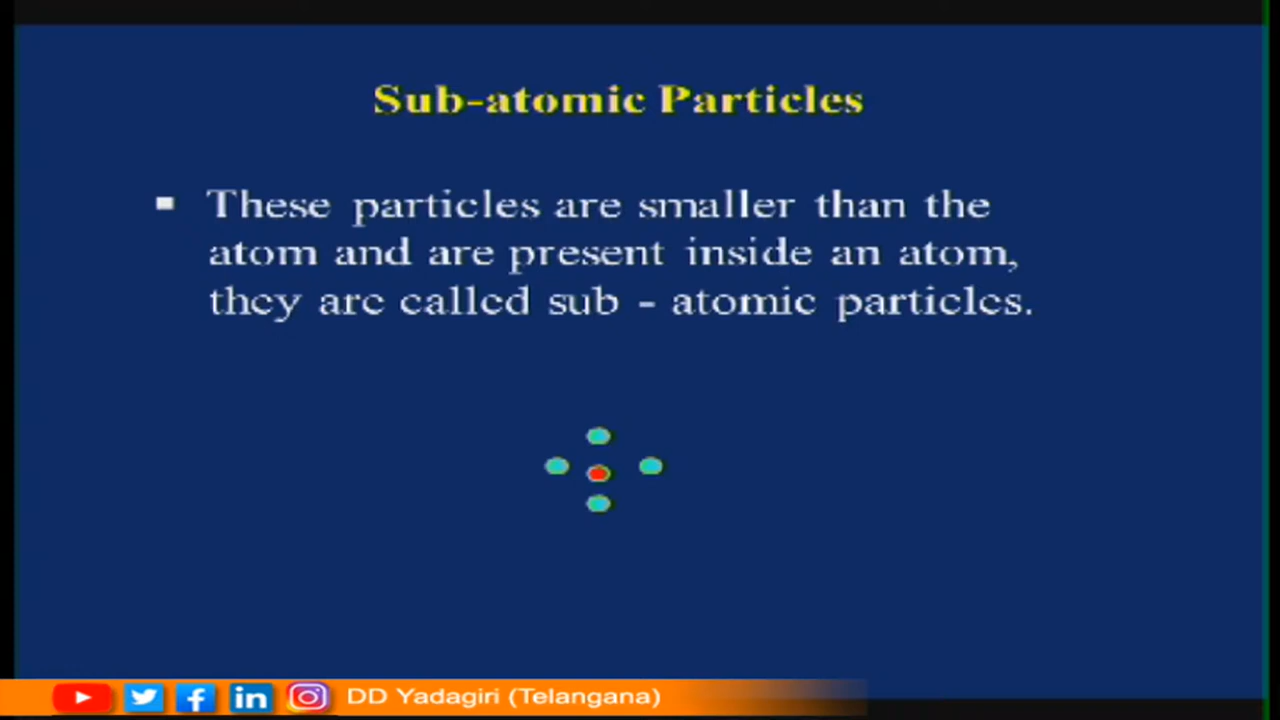 Sub-atomic Particles
▪ These particles are smaller than the
atom and are present inside an atom,
they are called sub - atomic particles.
in
DD Yadagiri (Telangana)